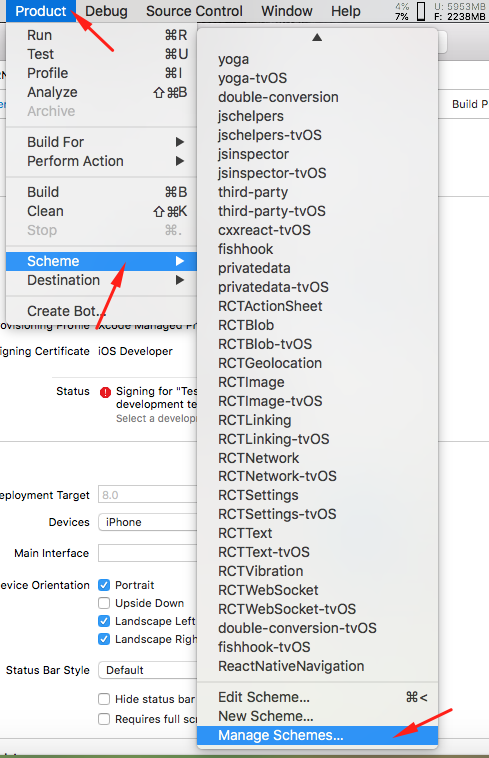 Product Debug Source Control Window Help 4% 7% U: 5953MB F: 2238MB
Run ⌘R
Test ⌘U
Profile ⌘I
Analyze ⇧⌘B
Archive
Build For ▶
Perform Action ▶
Build ⌘B
Clean ⇧⌘K
Stop ⌘.
Scheme ▶
Destination ▶
Create Bot...
yoga
yoga-tvOS
double-conversion
jschelpers
jschelpers-tvOS
jsinspector
jsinspector-tvOS
third-party
third-party-tvOS
cxxreact-tvOS
fishhook
privatedata
privatedata-tvOS
RCTActionSheet
RCTBlob
RCTBlob-tvOS
RCTGeolocation
RCTImage
RCTImage-tvOS
RCTLinking
RCTLinking-tvOS
RCTNetwork
RCTNetwork-tvOS
RCTSettings
RCTSettings-tvOS
RCTText
RCTText-tvOS
RCTVibration
RCTWebSocket
RCTWebSocket-tvOS
double-conversion-tvOS
fishhook-tvOS
ReactNativeNavigation
Edit Scheme... ⌘<
New Scheme...
Manage Schemes...
Build P
ovisioning Profile Xcode Managed Pr
igning Certificate iOS Developer
Status Signing for "Tes
development te
Select a develop
eployment Target 8.0
Devices iPhone
Main Interface
evice Orientation Portrait
Upside Down
Landscape Left
Landscape Righ
Status Bar Style Default
Hide status bar
Requires full scr